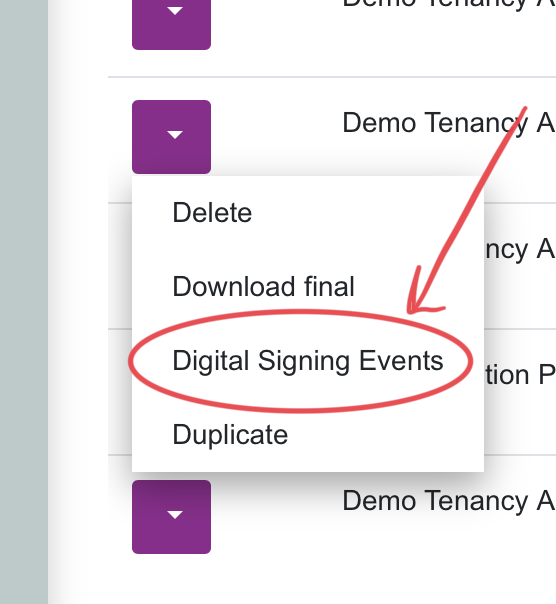 Demo Tenancy A
Demo Tenancy A
Delete
ncy A
Download final
Digital Signing Events
tion P
Duplicate
Demo Tenancy A